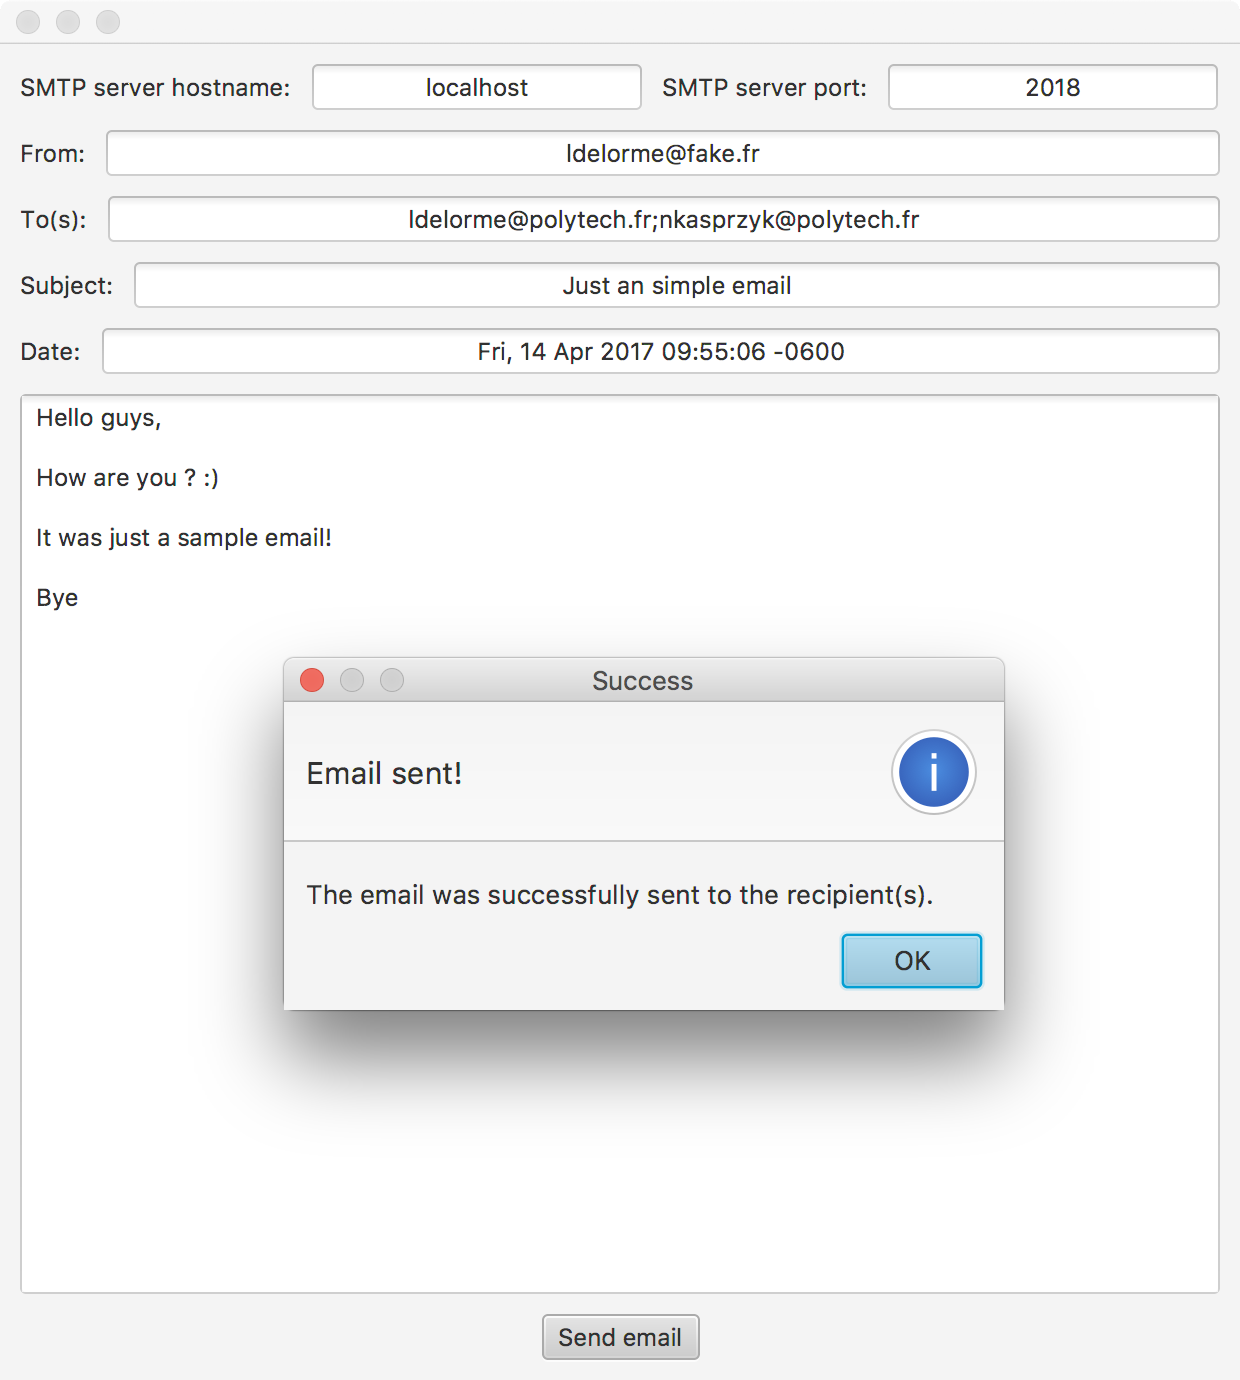 SMTP server hostname: localhost SMTP server port: 2018
From: ldelorme@fake.fr
To(s): ldelorme@polytech.fr;nkasprzyk@polytech.fr
Subject: Just an simple email
Date: Fri, 14 Apr 2017 09:55:06 -0600
Hello guys,
How are you ? :)
It was just a sample email!
Bye
Success
Email sent!
The email was successfully sent to the recipient(s).
OK
Send email